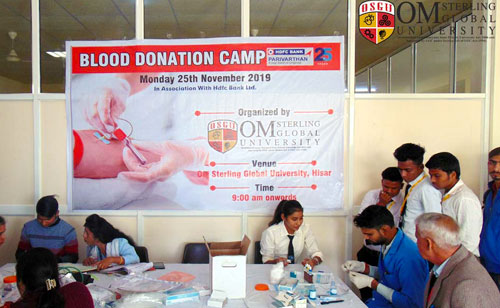 OSGU
OM STERLING
GLOBAL
UNIVERSITY
BLOOD DONATION CAMP
HDFC BANK
PARIVARTHAN
25
Monday 25th November 2019
In Association With Hdfc Bank Ltd.
Organized by
OSGU
OM STERLING
GLOBAL
UNIVERSITY
Venue
Om Sterling Global University, Hisar
Time
9:00 am onwards